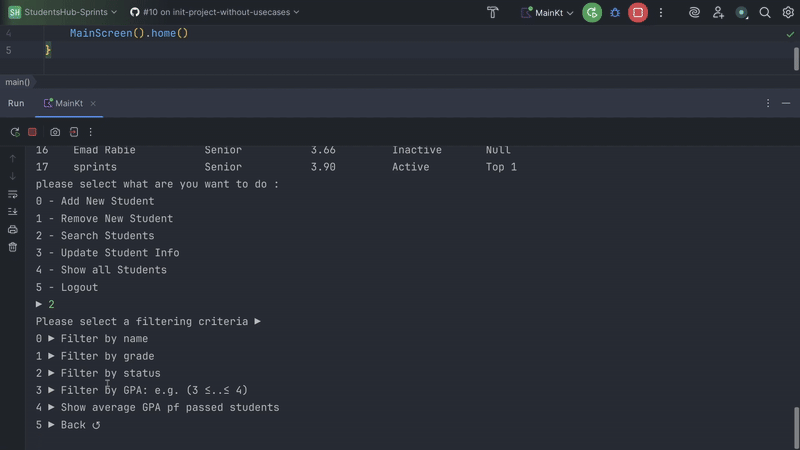 SH StudentsHub-Sprints #10 on init-project-without-usecases MainKt
4 MainScreen().home()
5 }
main()
Run MainKt
16 Emad Rabie Senior 3.66 Inactive Null
17 sprints Senior 3.90 Active Top 1
please select what are you want to do :
0 - Add New Student
1 - Remove New Student
2 - Search Students
3 - Update Student Info
4 - Show all Students
5 - Logout
► 2
Please select a filtering criteria ►
0 ► Filter by name
1 ► Filter by grade
2 ► Filter by status
3 ► Filter by GPA: e.g. (3 ≤..≤ 4)
4 ► Show average GPA pf passed students
5 ► Back ↺